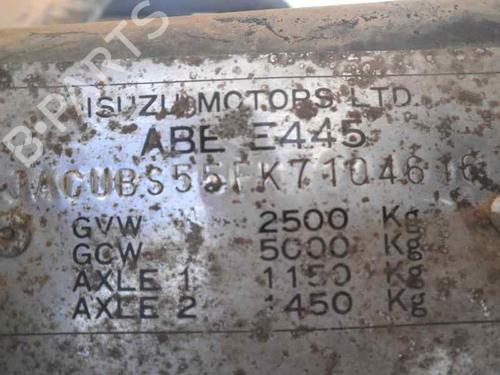 B-PARTS
ISUZU MOTORS LTD.
ABE E445
JACUBS55FK7104616
GVW 2500 Kg
GCW 5000 Kg
AXLE 1 1150 Kg
AXLE 2 1450 Kg